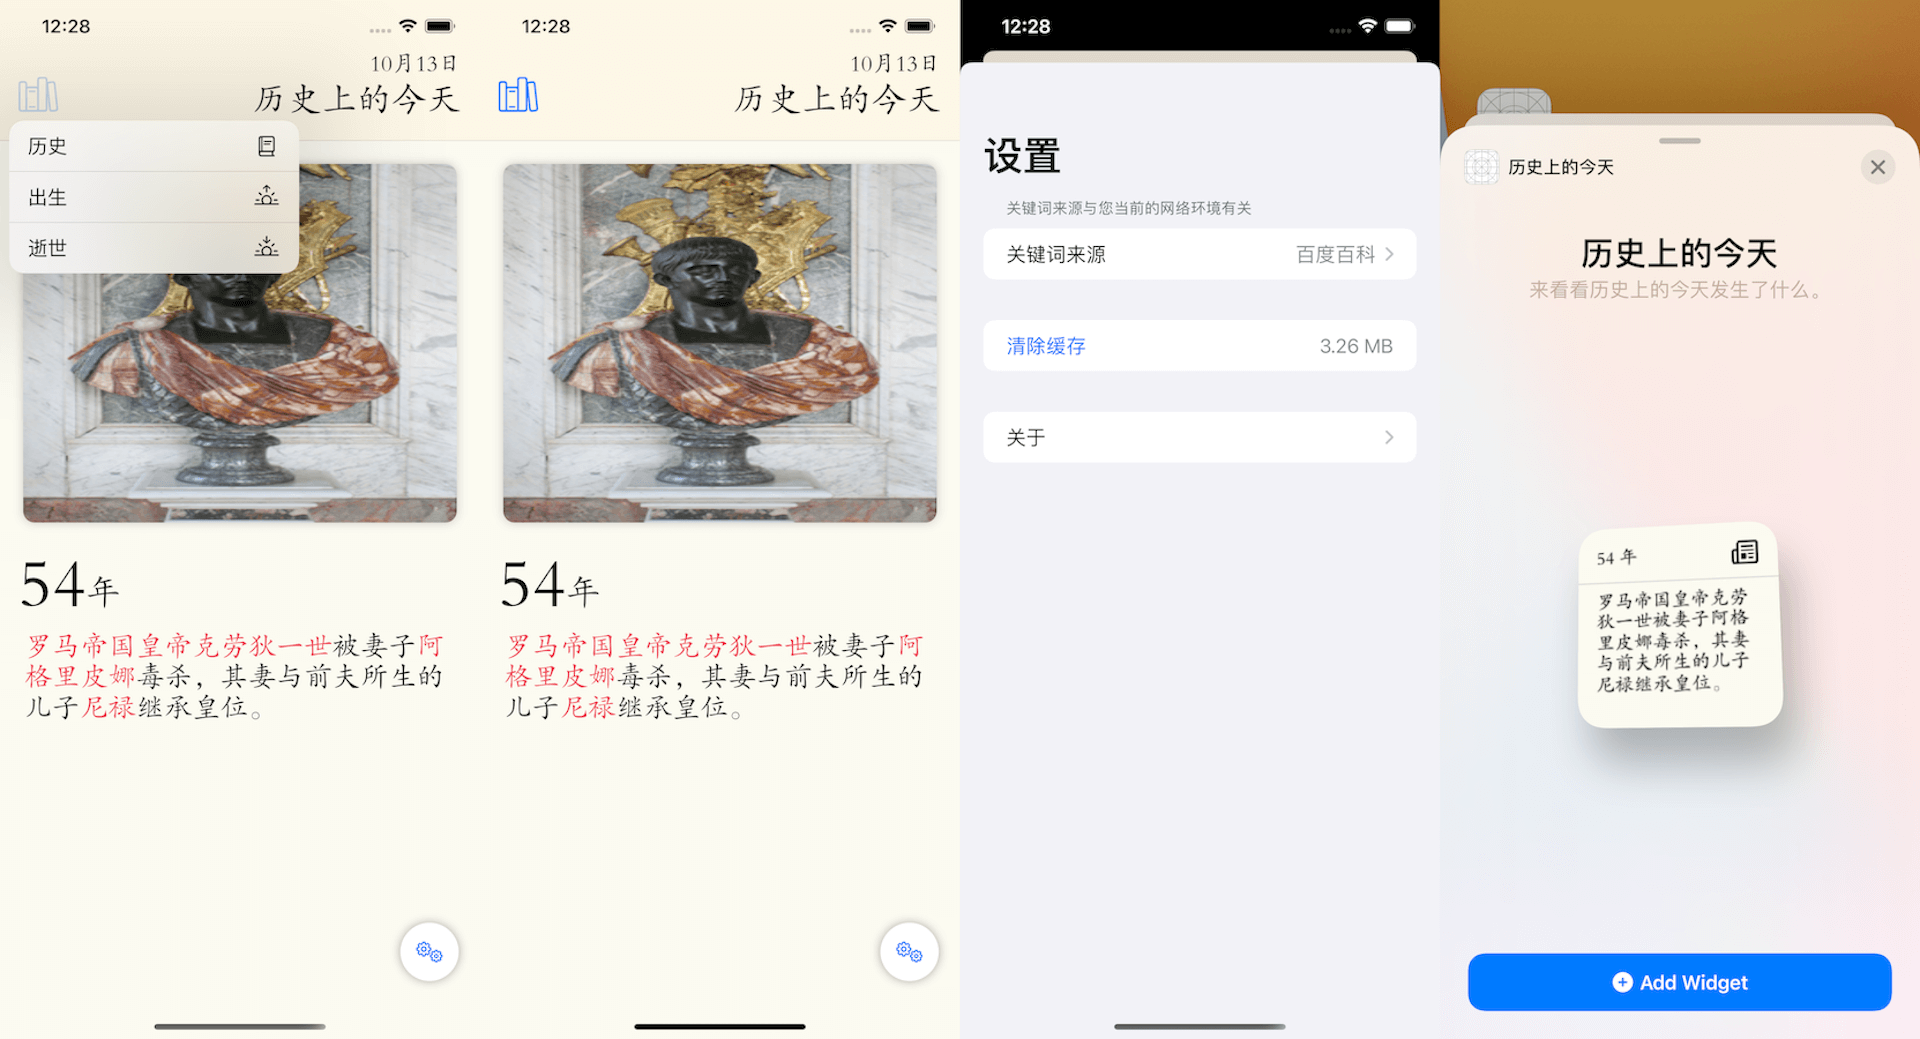 12:28
10月13日
历史上的今天
历史
出生
逝世
54年
罗马帝国皇帝克劳狄一世被妻子阿
格里皮娜毒杀，其妻与前夫所生的
儿子尼禄继承皇位。
12:28
10月13日
历史上的今天
54年
罗马帝国皇帝克劳狄一世被妻子阿
格里皮娜毒杀，其妻与前夫所生的
儿子尼禄继承皇位。
12:28
设置
关键词来源与您当前的网络环境有关
关键词来源 百度百科
清除缓存 3.26 MB
关于
历史上的今天
历史上的今天
来看看历史上的今天发生了什么。
54 年
罗马帝国皇帝克劳
狄一世被妻子阿格
里皮娜毒杀，其妻
与前夫所生的儿子
尼禄继承皇位。
Add Widget